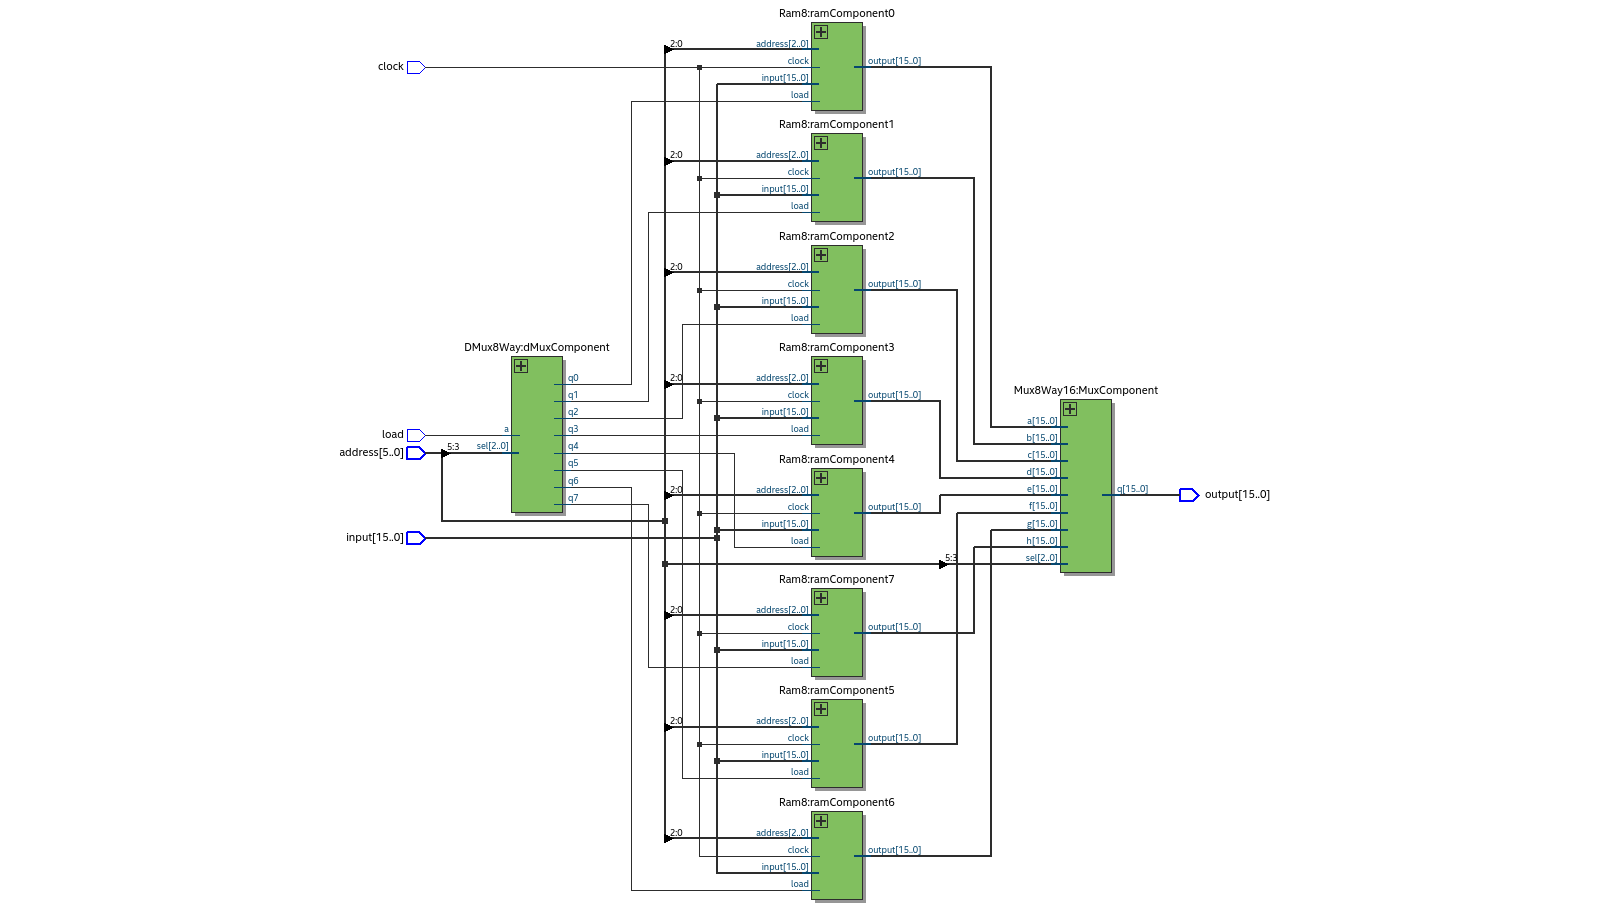 Ram8:ramComponent0
2:0
address[2..0]
clock
clock
output[15..0]
input[15..0]
load
Ram8:ramComponent1
2:0
address[2..0]
clock
output[15..0]
input[15..0]
load
Ram8:ramComponent2
2:0
address[2..0]
clock
output[15..0]
input[15..0]
load
DMux8Way:dMuxComponent
q0
q1
q2
load
a
q3
address[5..0]
5:3
sel[2..0]
q4
q5
q6
q7
input[15..0]
Ram8:ramComponent3
2:0
address[2..0]
clock
output[15..0]
input[15..0]
load
Ram8:ramComponent4
2:0
address[2..0]
clock
output[15..0]
input[15..0]
load
Mux8Way16:MuxComponent
a[15..0]
b[15..0]
c[15..0]
d[15..0]
e[15..0]
q[15..0]
output[15..0]
f[15..0]
g[15..0]
h[15..0]
5:3
sel[2..0]
Ram8:ramComponent7
2:0
address[2..0]
clock
output[15..0]
input[15..0]
load
Ram8:ramComponent5
2:0
address[2..0]
clock
output[15..0]
input[15..0]
load
Ram8:ramComponent6
2:0
address[2..0]
clock
output[15..0]
input[15..0]
load